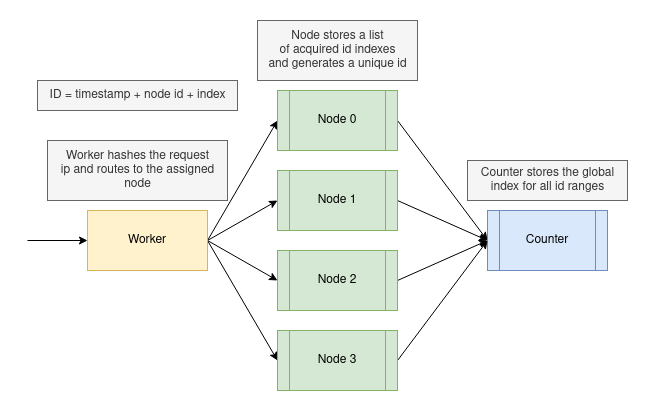 Node stores a list
of acquired id indexes
and generates a unique id
ID = timestamp + node id + index
Node 0
Worker hashes the request
ip and routes to the assigned
node
Counter stores the global
index for all id ranges
Node 1
Worker
Counter
Node 2
Node 3